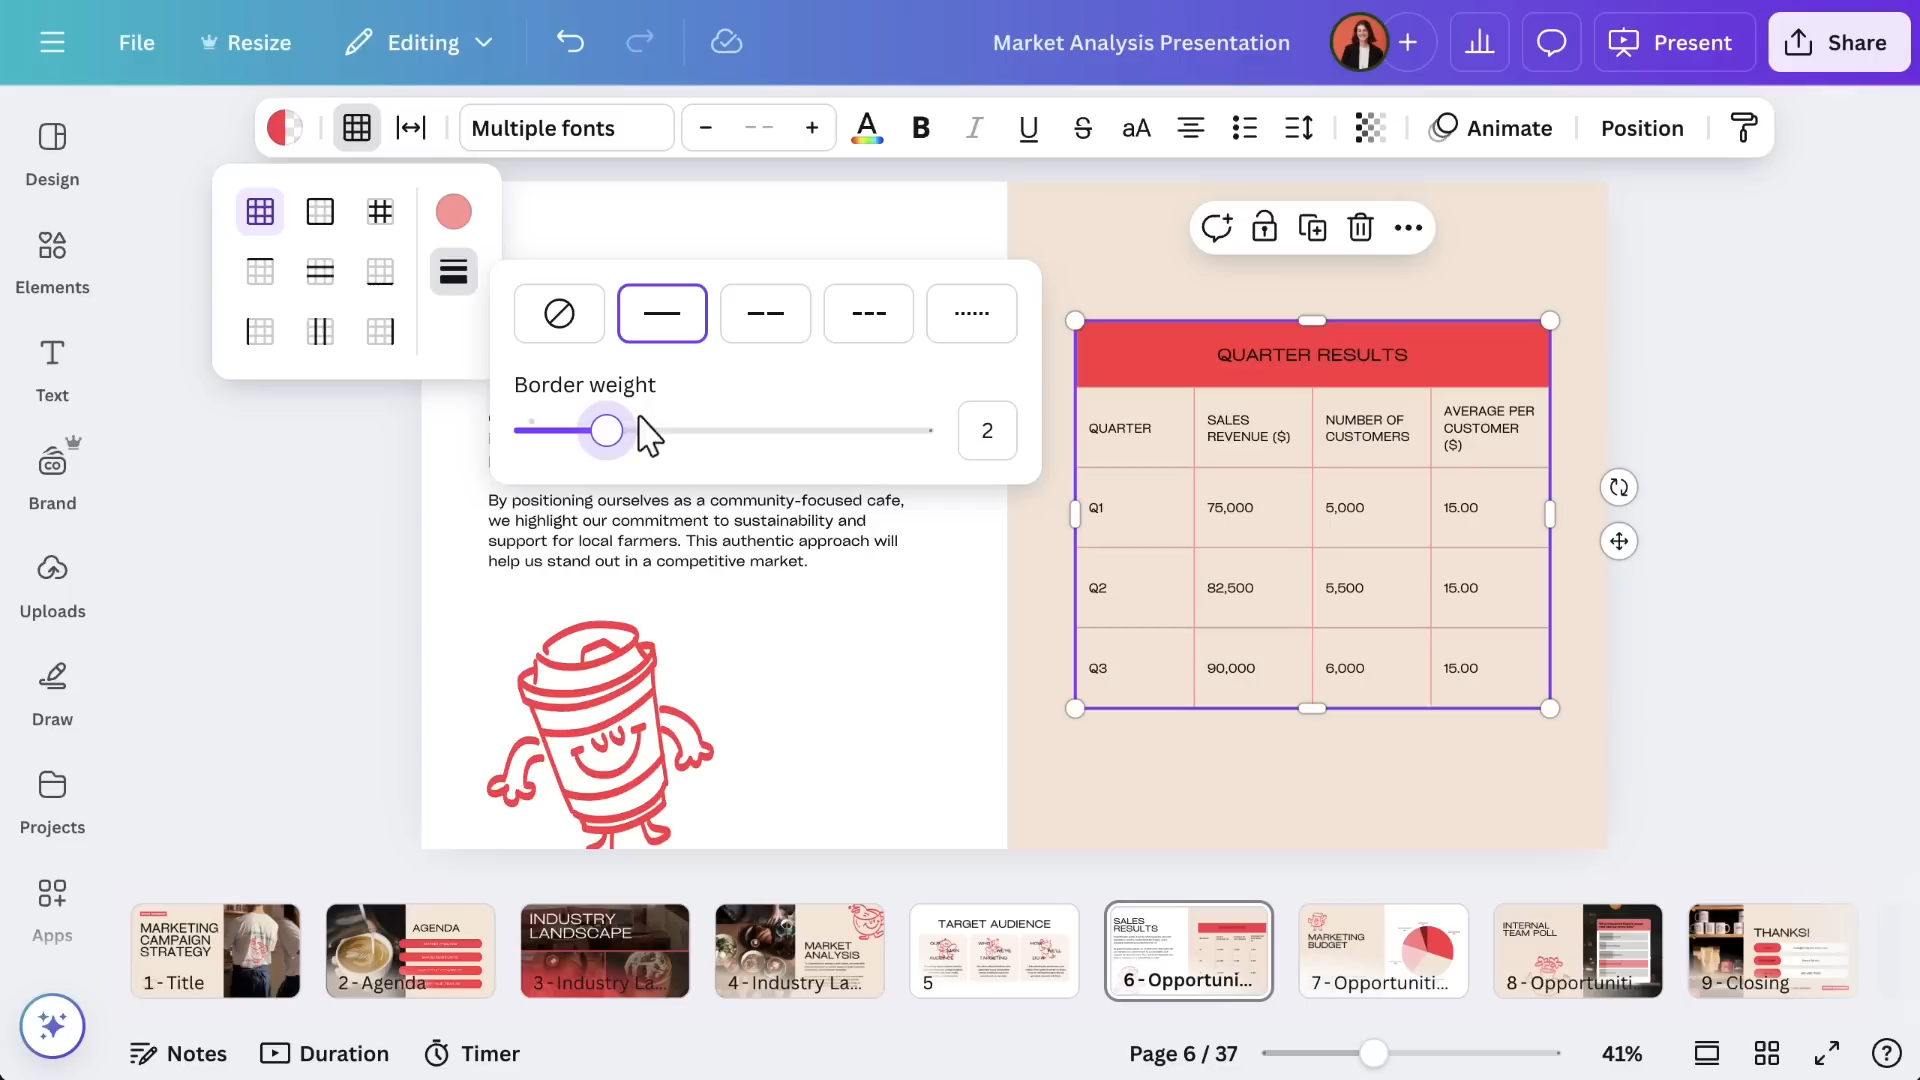 File
Resize
Editing
Market Analysis Presentation
Present
Share
Multiple fonts
– –
A
B
I
U
S
aA
Animate
Position
Design
Elements
Text
Brand
Uploads
Draw
Projects
Apps
Border weight
2
By positioning ourselves as a community-focused cafe,
we highlight our commitment to sustainability and
support for local farmers. This authentic approach will
help us stand out in a competitive market.
QUARTER RESULTS
QUARTER
SALES
REVENUE ($)
NUMBER OF
CUSTOMERS
AVERAGE PER
CUSTOMER
($)
Q1
75,000
5,000
15.00
Q2
82,500
5,500
15.00
Q3
90,000
6,000
15.00
MARKETING
CAMPAIGN
STRATEGY
1 - Title
AGENDA
2 - Agenda
INDUSTRY
LANDSCAPE
3 - Industry La...
MARKET
ANALYSIS
4 - Industry La...
TARGET AUDIENCE
5
SALES
RESULTS
6 - Opportuni...
MARKETING
BUDGET
7 - Opportuniti...
INTERNAL
TEAM POLL
8 - Opportuniti...
THANKS!
9 - Closing
Notes
Duration
Timer
Page 6 / 37
41%